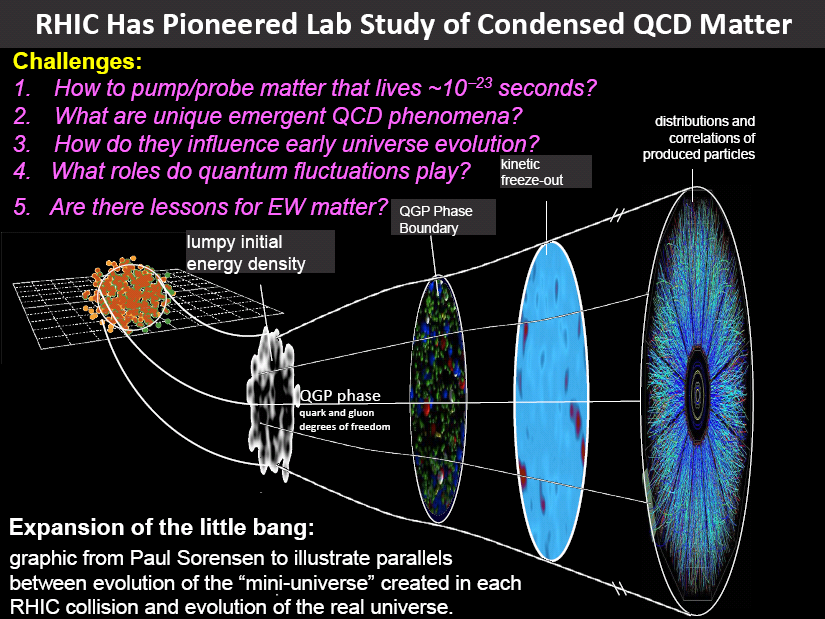 RHIC Has Pioneered Lab Study of Condensed QCD Matter
Challenges:
1. How to pump/probe matter that lives ~10⁻²³ seconds?
2. What are unique emergent QCD phenomena?
3. How do they influence early universe evolution?
4. What roles do quantum fluctuations play?
5. Are there lessons for EW matter?
distributions and
correlations of
produced particles
kinetic
freeze-out
QGP Phase
Boundary
lumpy initial
energy density
QGP phase
quark and gluon
degrees of freedom
Expansion of the little bang:
graphic from Paul Sorensen to illustrate parallels
between evolution of the “mini-universe” created in each
RHIC collision and evolution of the real universe.